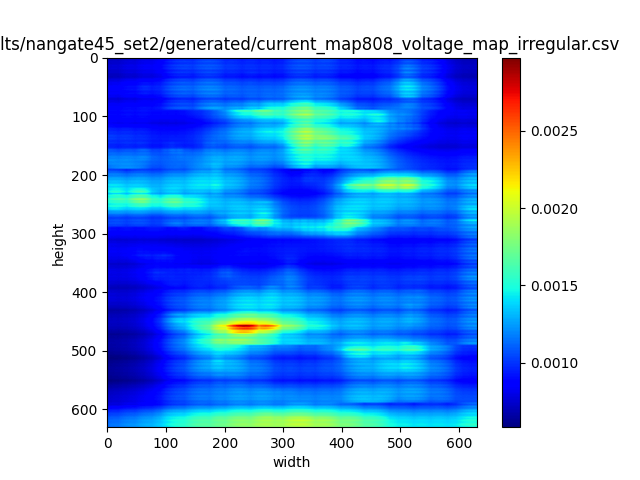 lts/nangate45_set2/generated/current_map808_voltage_map_irregular.csv
0
100
200
300
400
500
600
height
0 100 200 300 400 500 600
width
0.0025
0.0020
0.0015
0.0010